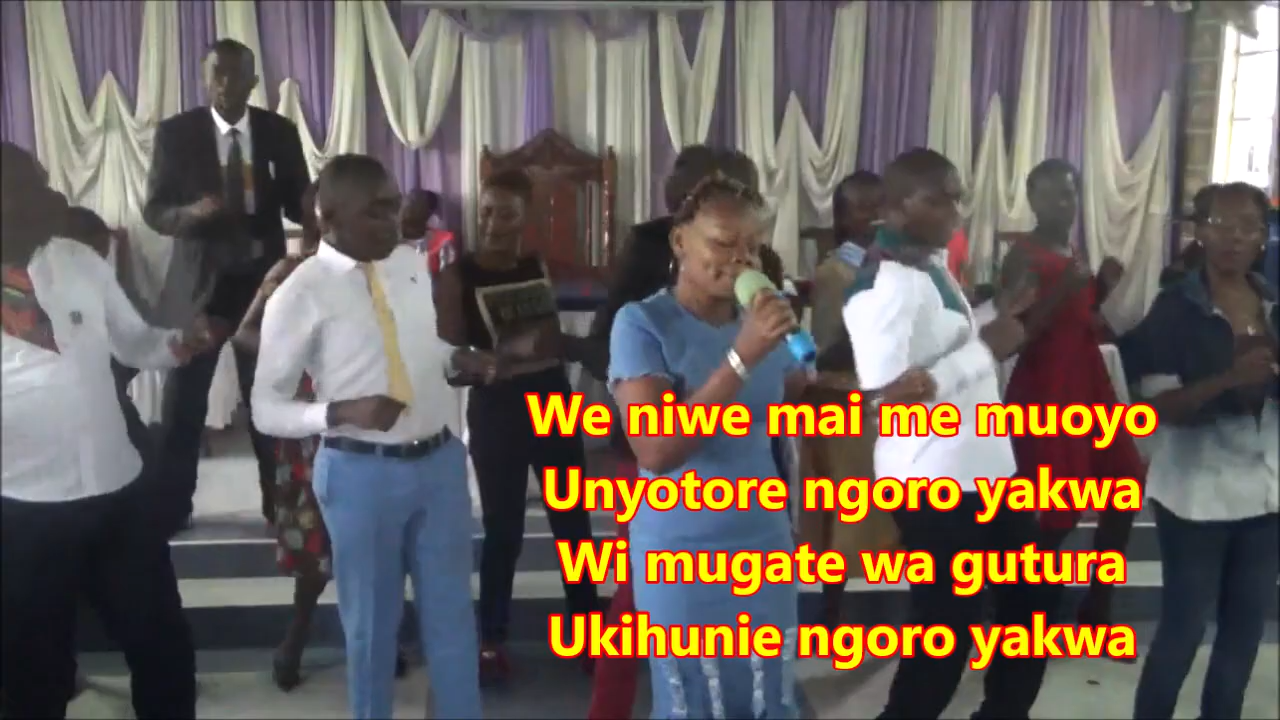 We niwe mai me muoyo
Unyotore ngoro yakwa
Wi mugate wa gutura
Ukihunie ngoro yakwa